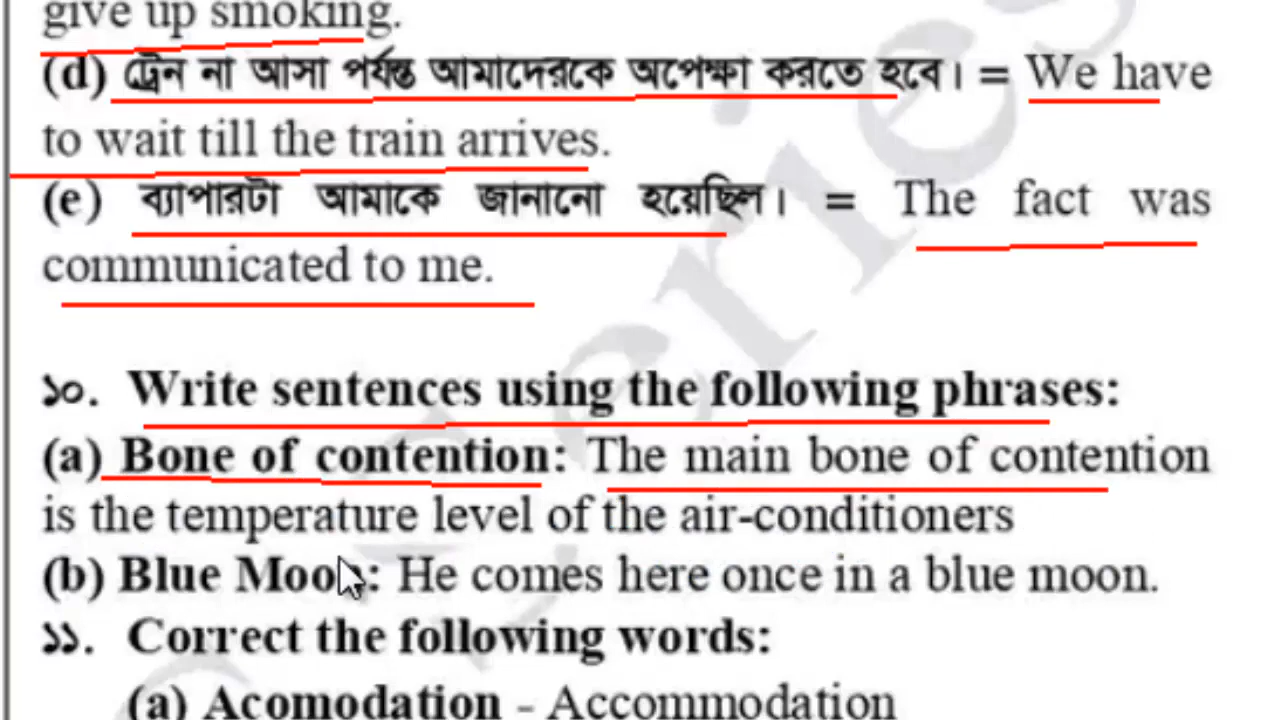 give up smoking.
(d) ট্রেন না আসা পর্যন্ত আমাদেরকে অপেক্ষা করতে হবে। = We have
to wait till the train arrives.
(e) ব্যাপারটা আমাকে জানানো হয়েছিল। = The fact was
communicated to me.
১০. Write sentences using the following phrases:
(a) Bone of contention: The main bone of contention
is the temperature level of the air-conditioners
(b) Blue Moon: He comes here once in a blue moon.
১১. Correct the following words:
(a) Acomodation - Accommodation